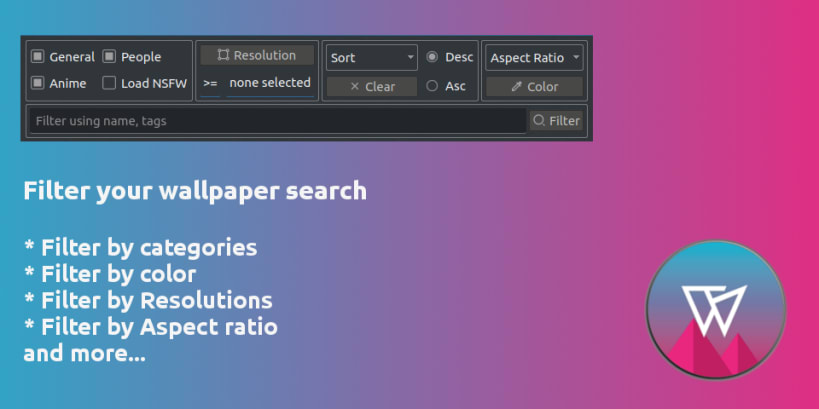 General People Resolution Sort Desc Aspect Ratio
Anime Load NSFW >= none selected Clear Asc Color
Filter using name, tags Filter
Filter your wallpaper search
* Filter by categories
* Filter by color
* Filter by Resolutions
* Filter by Aspect ratio
and more...